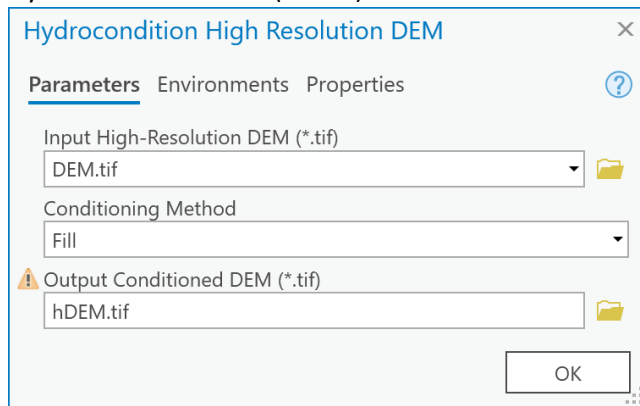 Hydrocondition High Resolution DEM
Parameters Environments Properties
Input High-Resolution DEM (*.tif)
DEM.tif
Conditioning Method
Fill
Output Conditioned DEM (*.tif)
hDEM.tif
OK